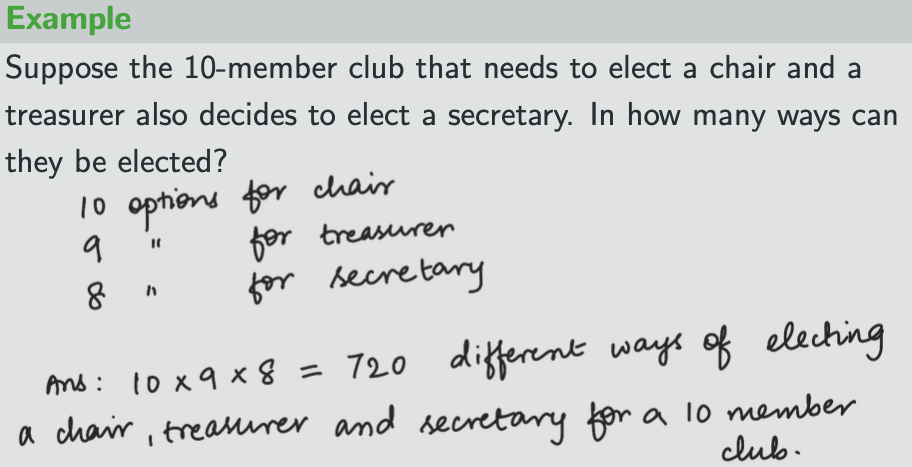 Example
Suppose the 10-member club that needs to elect a chair and a
treasurer also decides to elect a secretary. In how many ways can
they be elected?
10 options for chair
9 " for treasurer
8 " for secretary
Ans: 10 × 9 × 8 = 720 different ways of electing
a chair, treasurer and secretary for a 10 member
club.